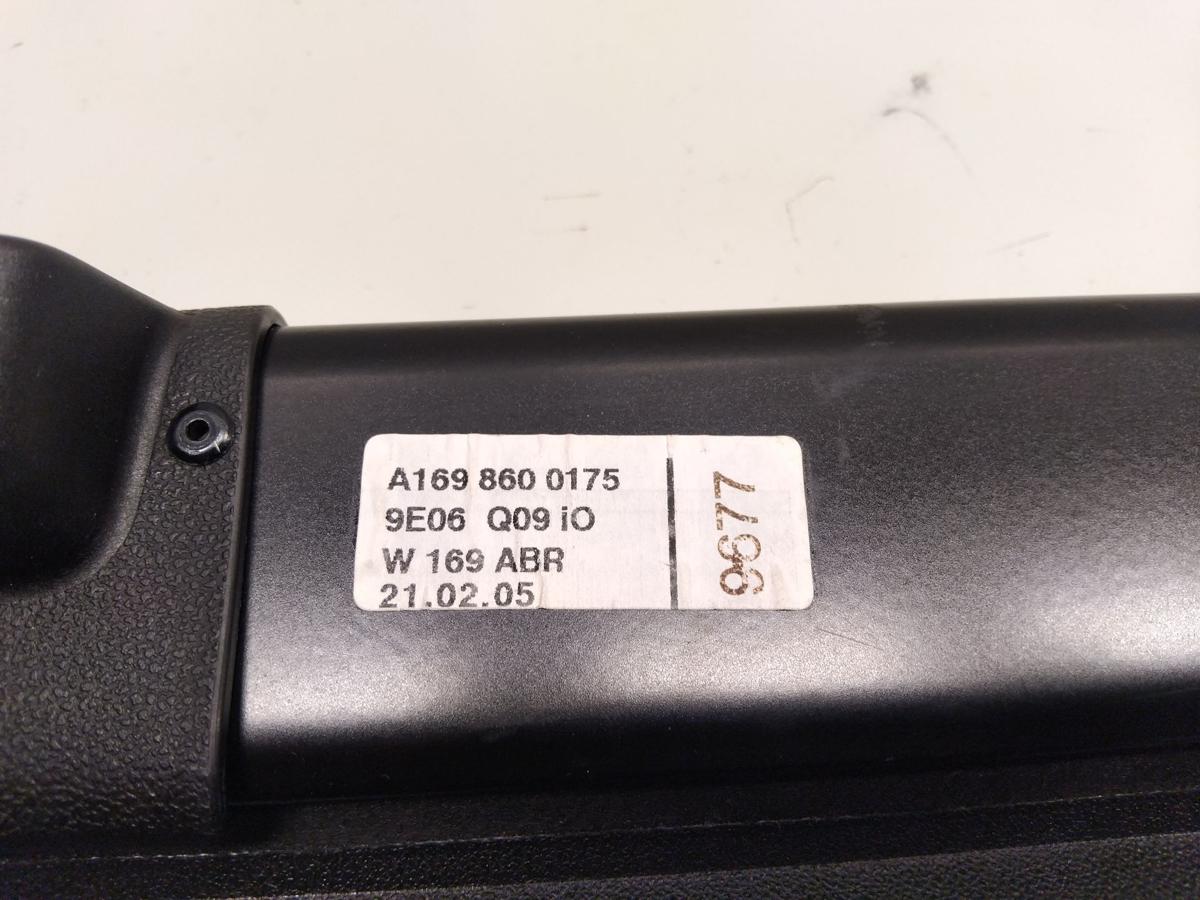 A169 860 0175
9E06 Q09 iO
W 169 ABR
21.02.05
9677